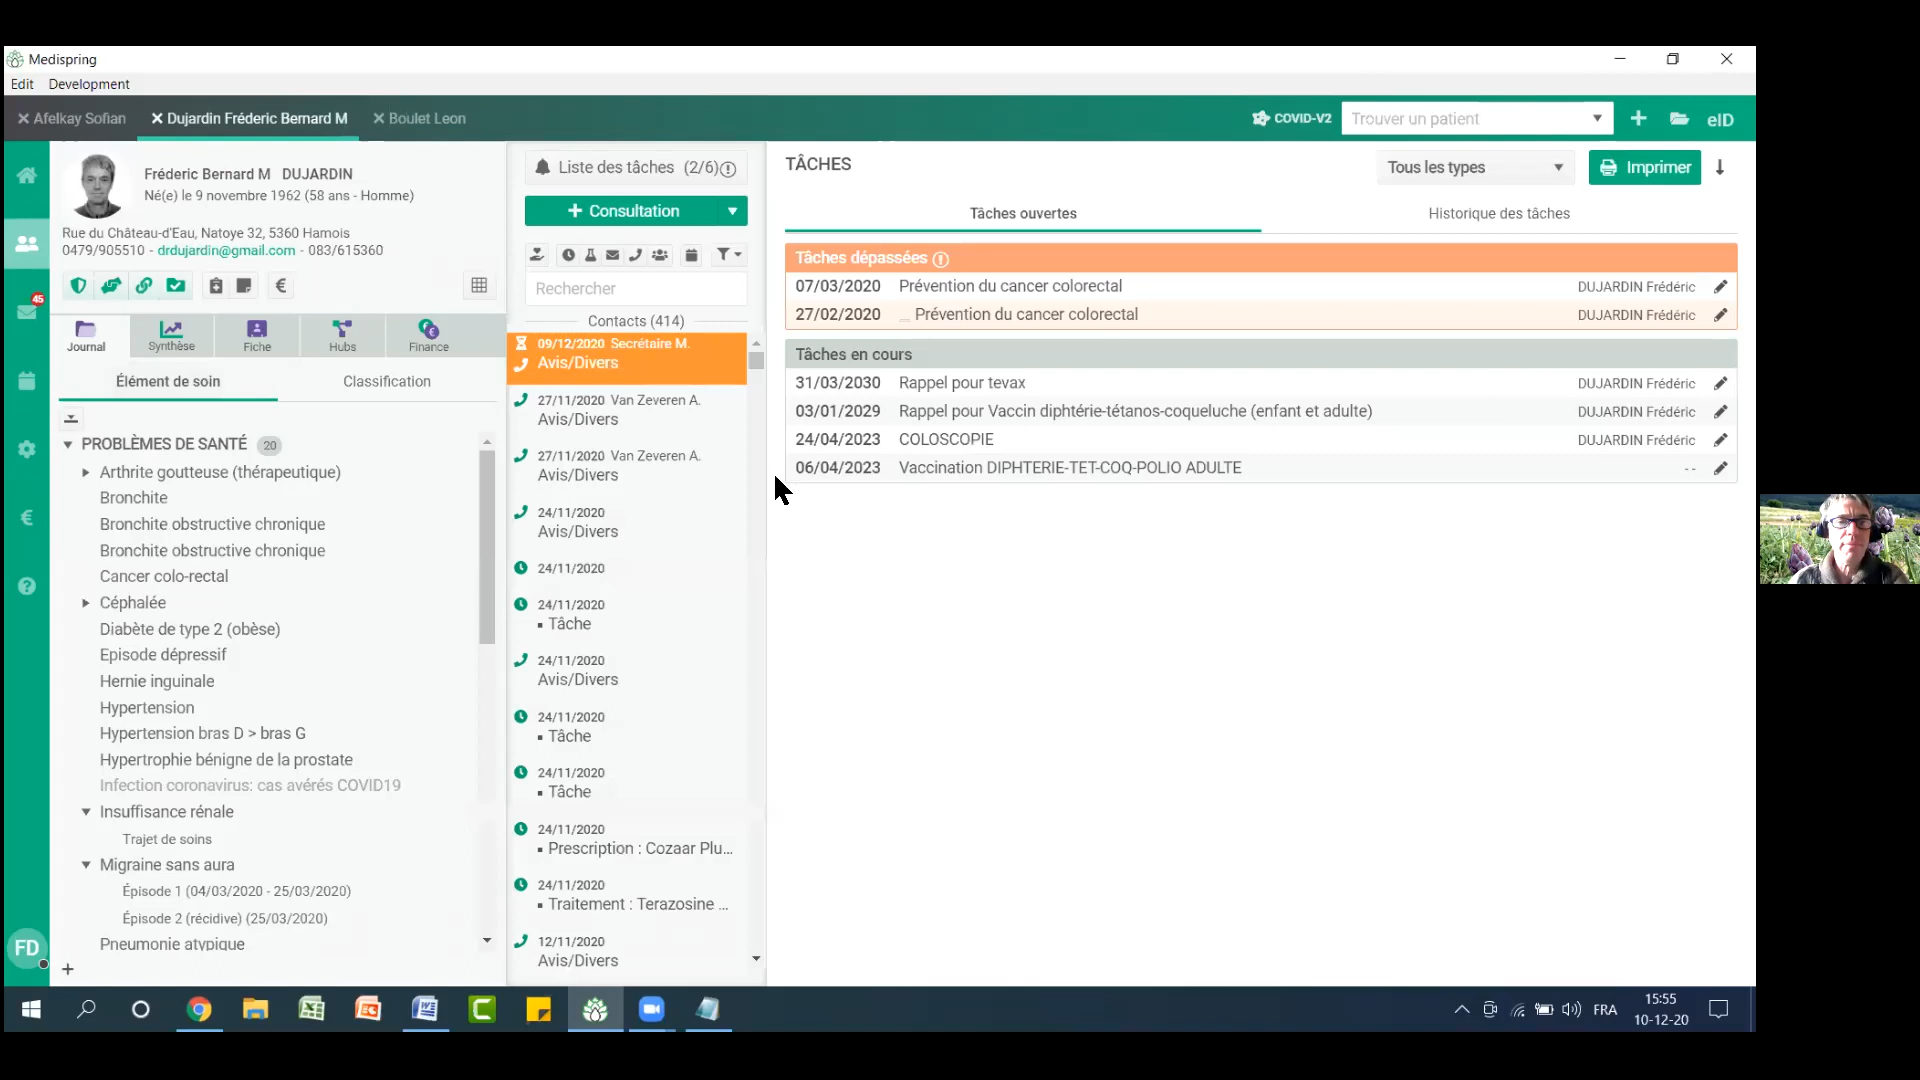 Medispring
Edit Development
Afelkay Sofian
Dujardin Fréderic Bernard M
Boulet Leon
COVID-V2
Trouver un patient
eID
Fréderic Bernard M DUJARDIN
Né(e) le 9 novembre 1962 (58 ans - Homme)
Rue du Château-d'Eau, Natoye 32, 5360 Hamois
0479/905510 - drdujardin@gmail.com - 083/615360
45
Journal
Synthèse
Fiche
Hubs
Finance
Élément de soin
Classification
PROBLÈMES DE SANTÉ 20
Arthrite goutteuse (thérapeutique)
Bronchite
Bronchite obstructive chronique
Bronchite obstructive chronique
Cancer colo-rectal
Céphalée
Diabète de type 2 (obèse)
Episode dépressif
Hernie inguinale
Hypertension
Hypertension bras D > bras G
Hypertrophie bénigne de la prostate
Infection coronavirus: cas avérés COVID19
Insuffisance rénale
Trajet de soins
Migraine sans aura
Épisode 1 (04/03/2020 - 25/03/2020)
Épisode 2 (récidive) (25/03/2020)
Pneumonie atypique
FD
Liste des tâches (2/6)
+ Consultation
Rechercher
Contacts (414)
09/12/2020 Secrétaire M.
Avis/Divers
27/11/2020 Van Zeveren A.
Avis/Divers
27/11/2020 Van Zeveren A.
Avis/Divers
24/11/2020
Avis/Divers
24/11/2020
24/11/2020
Tâche
24/11/2020
Avis/Divers
24/11/2020
Tâche
24/11/2020
Tâche
24/11/2020
Prescription : Cozaar Plu...
24/11/2020
Traitement : Terazosine ...
12/11/2020
Avis/Divers
TÂCHES
Tous les types
Imprimer
Tâches ouvertes
Historique des tâches
Tâches dépassées
07/03/2020 Prévention du cancer colorectal DUJARDIN Frédéric
27/02/2020 Prévention du cancer colorectal DUJARDIN Frédéric
Tâches en cours
31/03/2030 Rappel pour tevax DUJARDIN Frédéric
03/01/2029 Rappel pour Vaccin diphtérie-tétanos-coqueluche (enfant et adulte) DUJARDIN Frédéric
24/04/2023 COLOSCOPIE DUJARDIN Frédéric
06/04/2023 Vaccination DIPHTERIE-TET-COQ-POLIO ADULTE - -
FRA
15:55
10-12-20